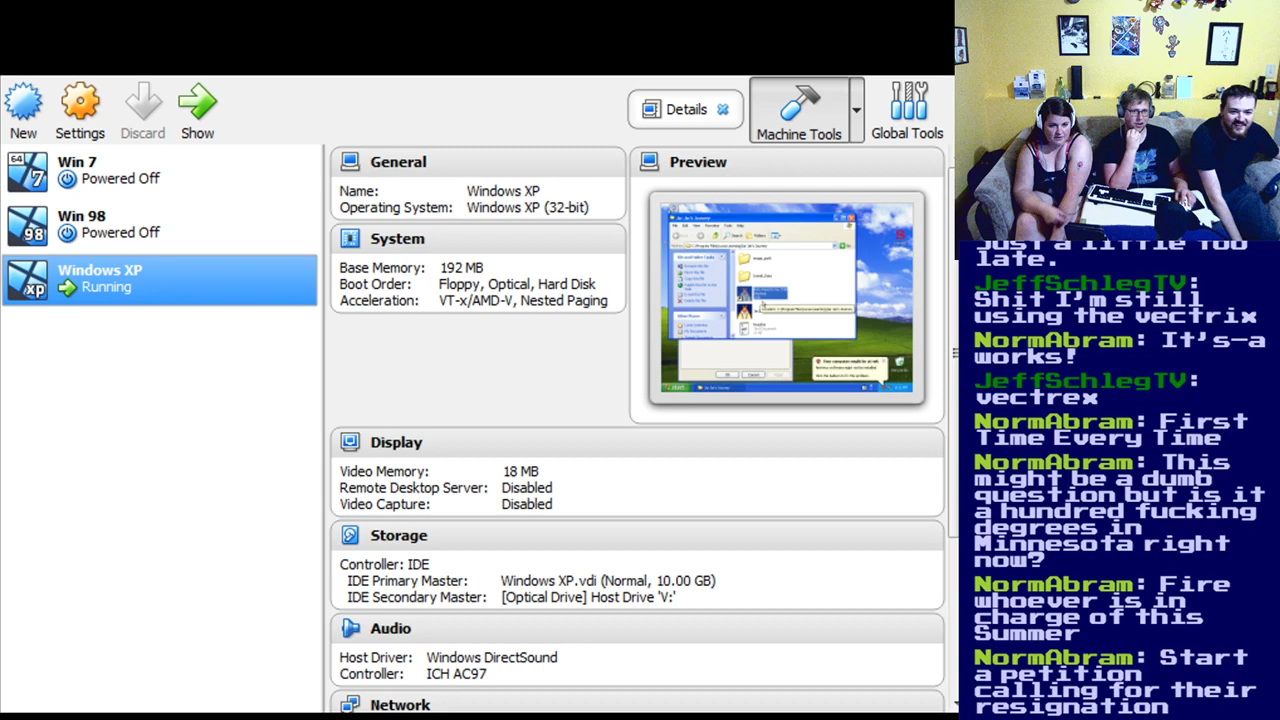 New
Settings
Discard
Show
Details
Machine Tools
Global Tools
64
7
Win 7
Powered Off
98
Win 98
Powered Off
xp
Windows XP
Running
General
Name: Windows XP
Operating System: Windows XP (32-bit)
System
Base Memory: 192 MB
Boot Order: Floppy, Optical, Hard Disk
Acceleration: VT-x/AMD-V, Nested Paging
Preview
Display
Video Memory: 18 MB
Remote Desktop Server: Disabled
Video Capture: Disabled
Storage
Controller: IDE
IDE Primary Master: Windows XP.vdi (Normal, 10.00 GB)
IDE Secondary Master: [Optical Drive] Host Drive 'V:'
Audio
Host Driver: Windows DirectSound
Controller: ICH AC97
Network
Just a little too
late.
JeffSchlegTV:
Shit I'm still
using the vectrix
NormAbram: It's-a
works!
JeffSchlegTV:
vectrex
NormAbram: First
Time Every Time
NormAbram: This
might be a dumb
question but is it
a hundred fucking
degrees in
Minnesota right
now?
NormAbram: Fire
whoever is in
charge of this
Summer
NormAbram: Start
a petition
calling for their
resignation